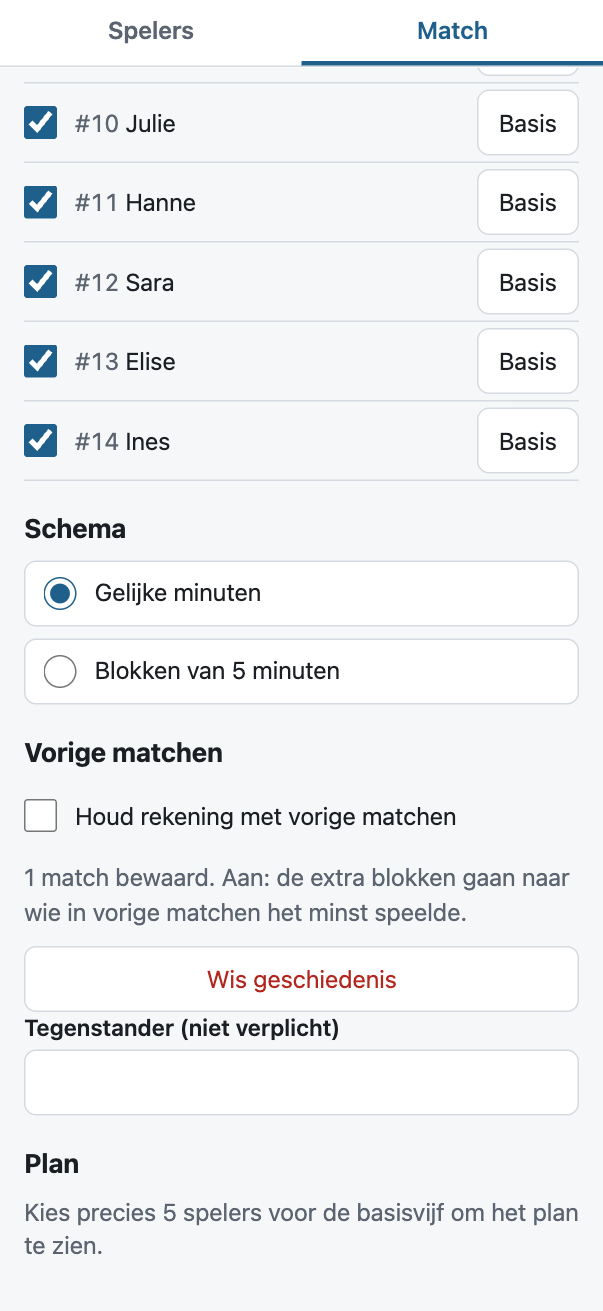 Spelers
Match
#10 Julie
Basis
#11 Hanne
Basis
#12 Sara
Basis
#13 Elise
Basis
#14 Ines
Basis
Schema
Gelijke minuten
Blokken van 5 minuten
Vorige matchen
Houd rekening met vorige matchen
1 match bewaard. Aan: de extra blokken gaan naar
wie in vorige matchen het minst speelde.
Wis geschiedenis
Tegenstander (niet verplicht)
Plan
Kies precies 5 spelers voor de basisvijf om het plan
te zien.